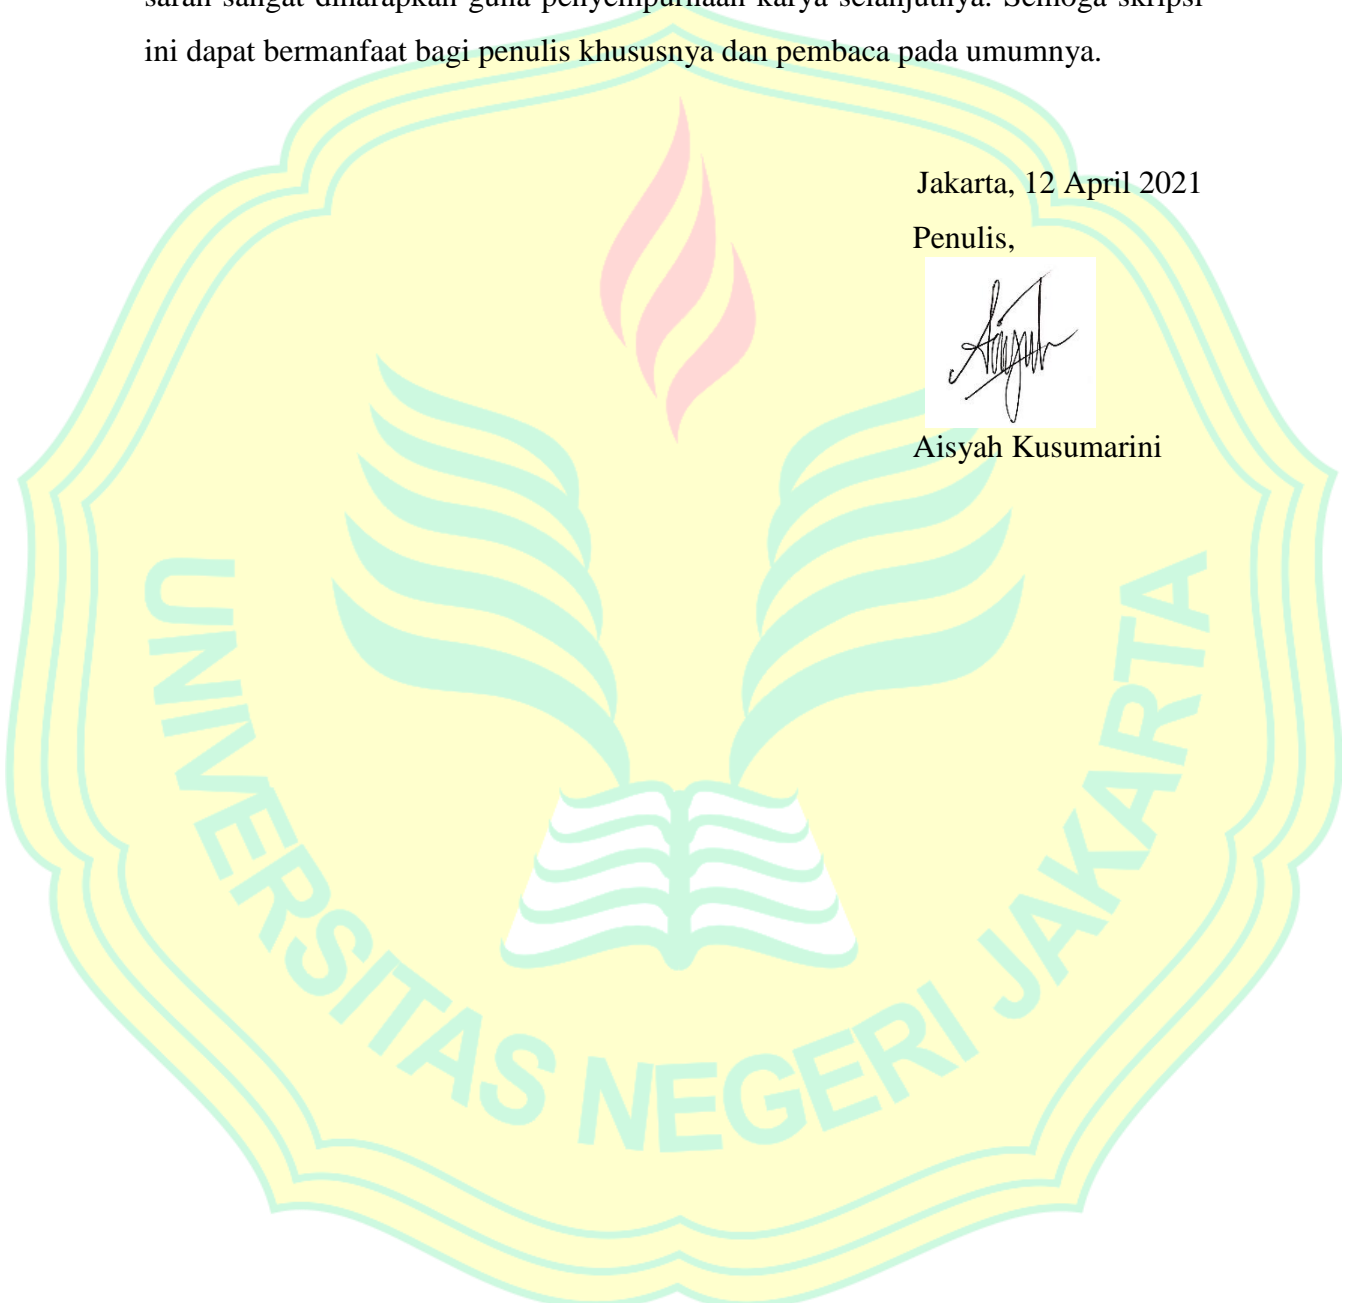 saran sangat diharapkan guna penyempurnaan karya selanjutnya. Semoga skripsi
ini dapat bermanfaat bagi penulis khususnya dan pembaca pada umumnya.
Jakarta, 12 April 2021
Penulis,
Aisyah Kusumarini
UNIVERSITAS NEGERI JAKARTA